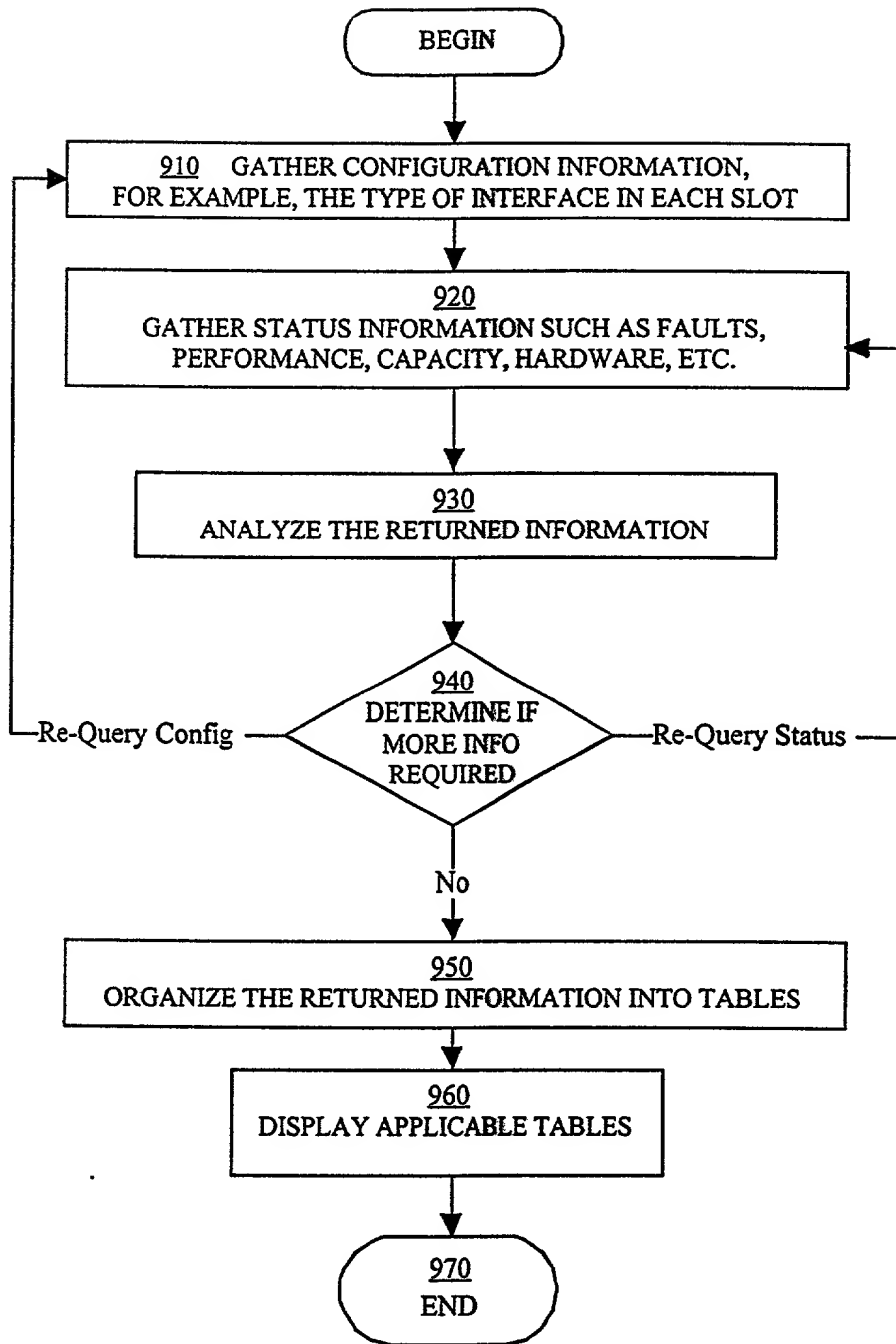 BEGIN
910 GATHER CONFIGURATION INFORMATION,
FOR EXAMPLE, THE TYPE OF INTERFACE IN EACH SLOT
920
GATHER STATUS INFORMATION SUCH AS FAULTS,
PERFORMANCE, CAPACITY, HARDWARE, ETC.
930
ANALYZE THE RETURNED INFORMATION
940
DETERMINE IF
MORE INFO
REQUIRED
Re-Query Config
Re-Query Status
No
950
ORGANIZE THE RETURNED INFORMATION INTO TABLES
960
DISPLAY APPLICABLE TABLES
970
END